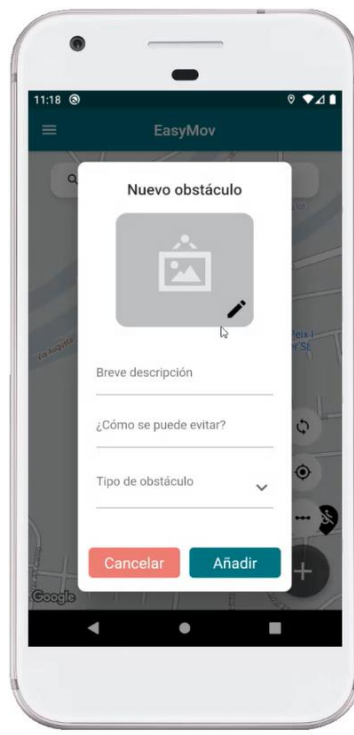 11:18
EasyMov
Nuevo obstáculo
Breve descripción
¿Cómo se puede evitar?
Tipo de obstáculo
Cancelar
Añadir
Google